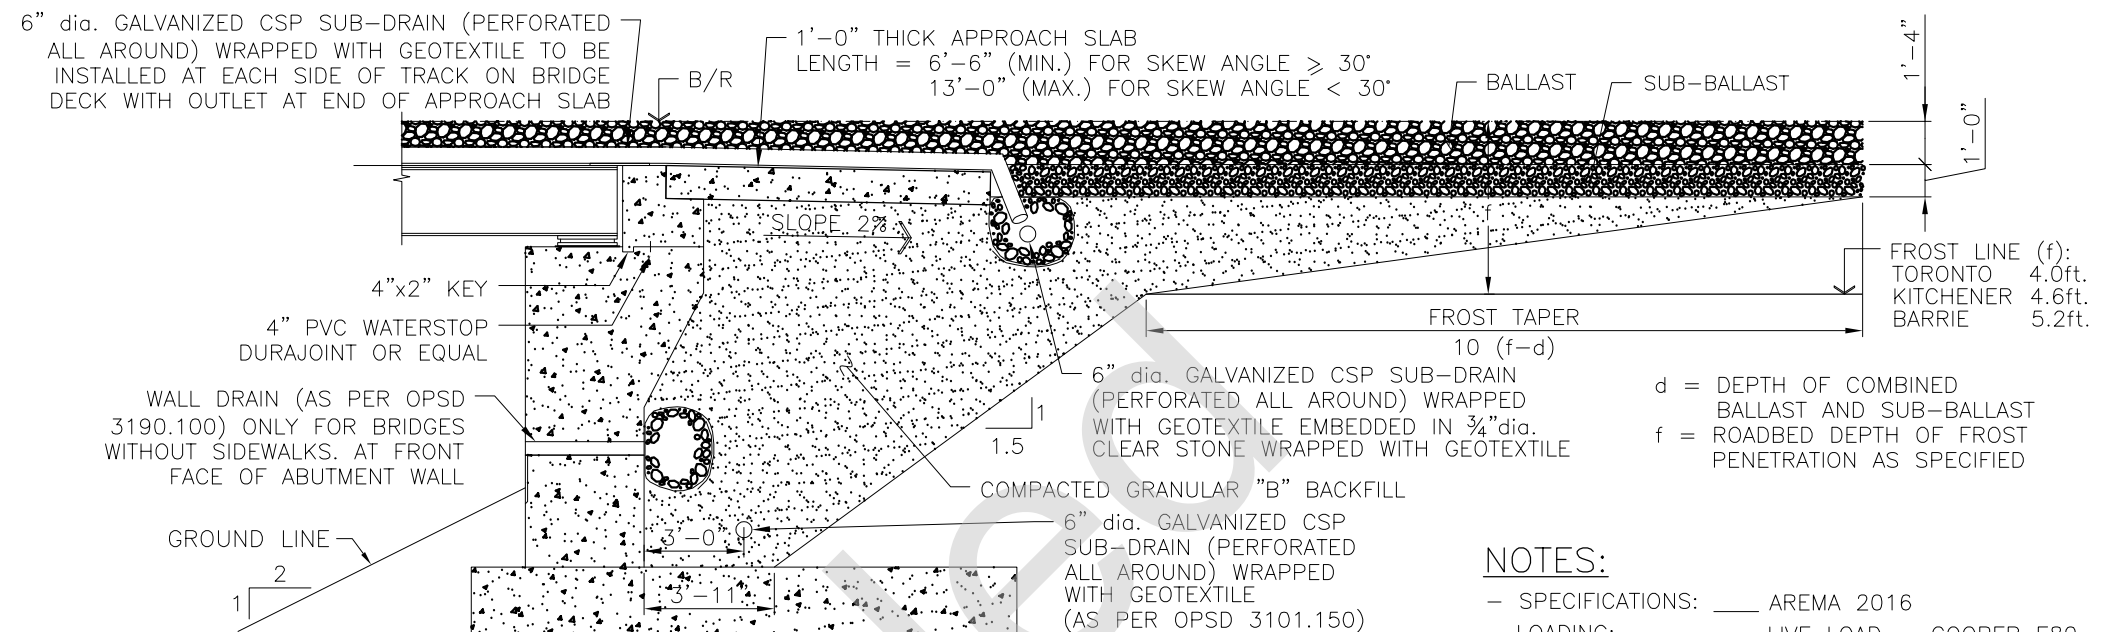 6" dia. GALVANIZED CSP SUB-DRAIN (PERFORATED
ALL AROUND) WRAPPED WITH GEOTEXTILE TO BE
INSTALLED AT EACH SIDE OF TRACK ON BRIDGE
DECK WITH OUTLET AT END OF APPROACH SLAB
B/R
1'-0" THICK APPROACH SLAB
LENGTH = 6'-6" (MIN.) FOR SKEW ANGLE ≥ 30°
13'-0" (MAX.) FOR SKEW ANGLE < 30°
BALLAST
SUB-BALLAST
1'-4"
1'-0"
SLOPE 2%
f
4"x2" KEY
4" PVC WATERSTOP
DURAJOINT OR EQUAL
FROST LINE (f):
TORONTO 4.0ft.
KITCHENER 4.6ft.
BARRIE 5.2ft.
FROST TAPER
10 (f-d)
WALL DRAIN (AS PER OPSD
3190.100) ONLY FOR BRIDGES
WITHOUT SIDEWALKS. AT FRONT
FACE OF ABUTMENT WALL
6" dia. GALVANIZED CSP SUB-DRAIN
(PERFORATED ALL AROUND) WRAPPED
WITH GEOTEXTILE EMBEDDED IN ¾"dia.
CLEAR STONE WRAPPED WITH GEOTEXTILE
1
1.5
d = DEPTH OF COMBINED
BALLAST AND SUB-BALLAST
f = ROADBED DEPTH OF FROST
PENETRATION AS SPECIFIED
COMPACTED GRANULAR "B" BACKFILL
GROUND LINE
2
1
3'-0"
3'-11"
6" dia. GALVANIZED CSP
SUB-DRAIN (PERFORATED
ALL AROUND) WRAPPED
WITH GEOTEXTILE
(AS PER OPSD 3101.150)
NOTES:
- SPECIFICATIONS: ___ AREMA 2016
LOADING: LIVE LOAD COOPER E80
led